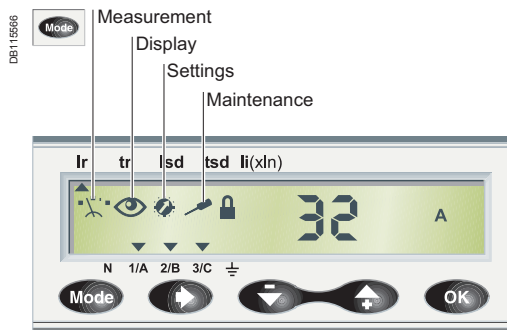 DB115566
Mode
Measurement
Display
Settings
Maintenance
Ir tr Isd tsd Ii(xIn)
32 A
N 1/A 2/B 3/C
Mode OK